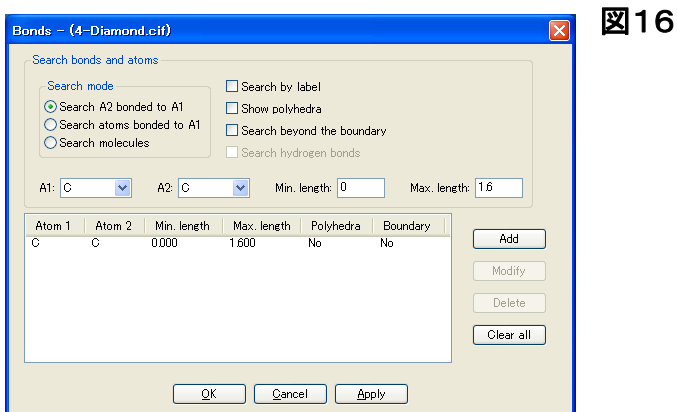 図16
Bonds - (4-Diamond.cif)
Search bonds and atoms
Search mode
Search A2 bonded to A1
Search atoms bonded to A1
Search molecules
Search by label
Show polyhedra
Search beyond the boundary
Search hydrogen bonds
A1: C A2: C Min. length: 0 Max. length: 1.6
Atom 1 Atom 2 Min. length Max. length Polyhedra Boundary
C C 0.000 1.600 No No
Add
Modify
Delete
Clear all
OK Cancel Apply